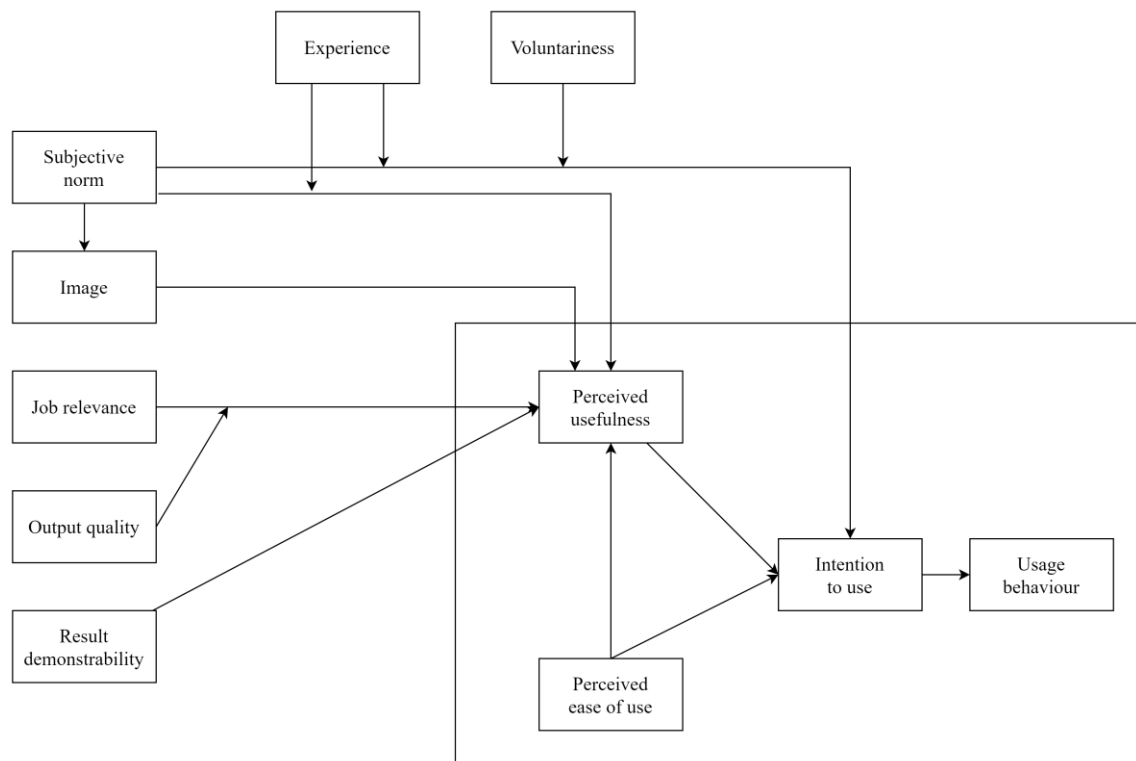 Experience
Voluntariness
Subjective
norm
Image
Job relevance
Perceived
usefulness
Output quality
Intention
to use
Usage
behaviour
Result
demonstrability
Perceived
ease of use